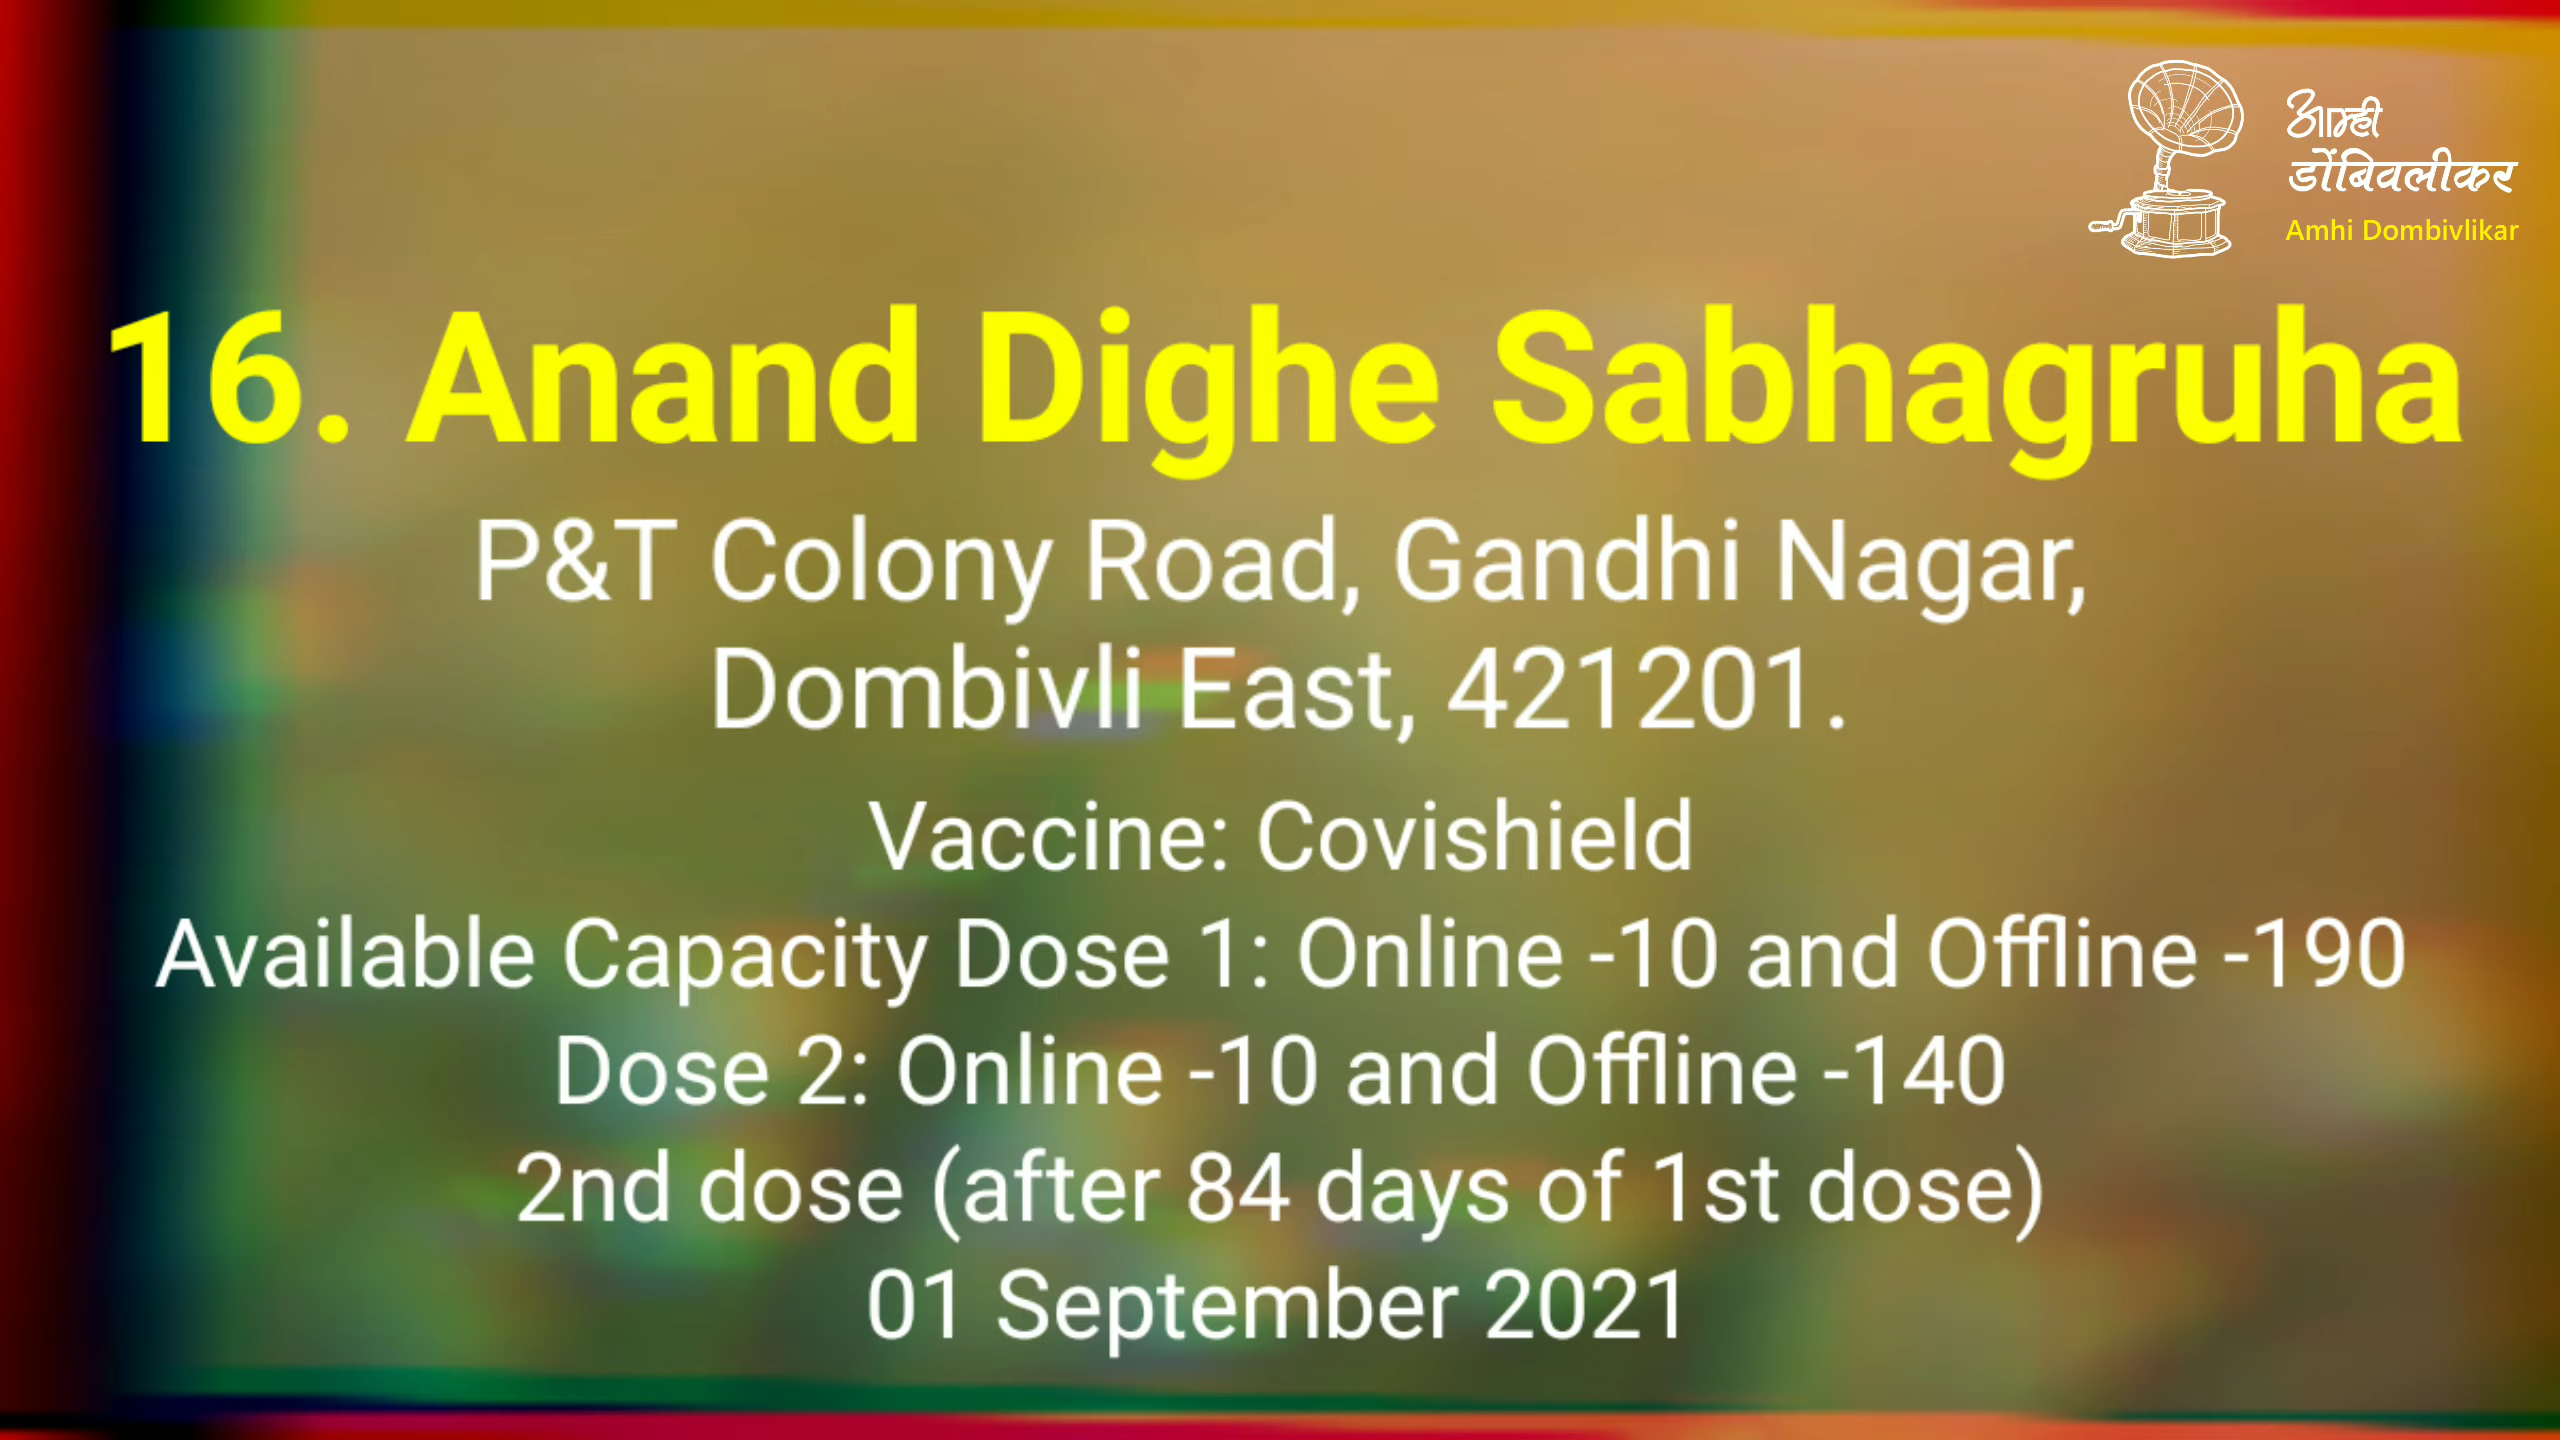 आम्ही
डोंबिवलीकर
Amhi Dombivlikar
16. Anand Dighe Sabhagruha
P&T Colony Road, Gandhi Nagar,
Dombivli East, 421201.
Vaccine: Covishield
Available Capacity Dose 1: Online -10 and Offline -190
Dose 2: Online -10 and Offline -140
2nd dose (after 84 days of 1st dose)
01 September 2021